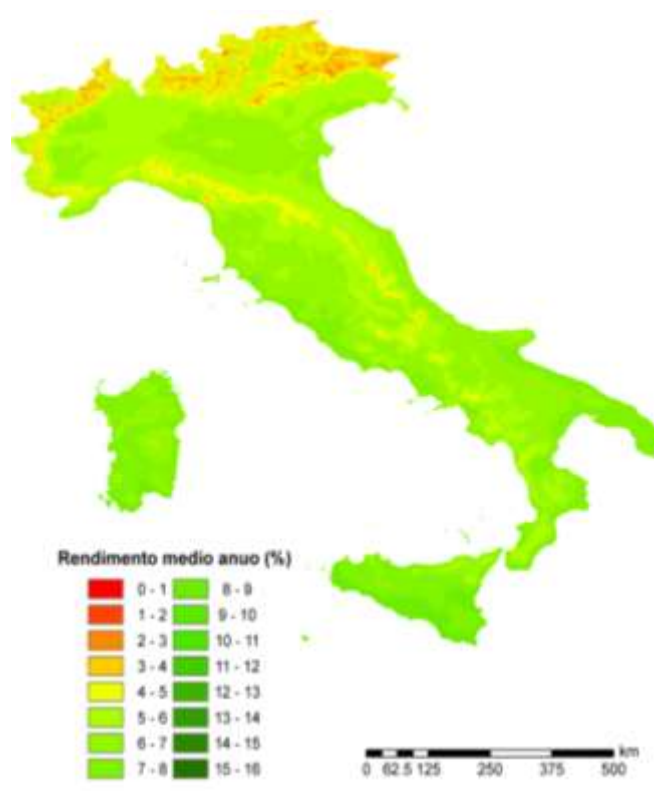 Rendimento medio anuo (%)
0 - 1 8 - 9
1 - 2 9 - 10
2 - 3 10 - 11
3 - 4 11 - 12
4 - 5 12 - 13
5 - 6 13 - 14
6 - 7 14 - 15
7 - 8 15 - 16
km
0 62.5 125 250 375 500